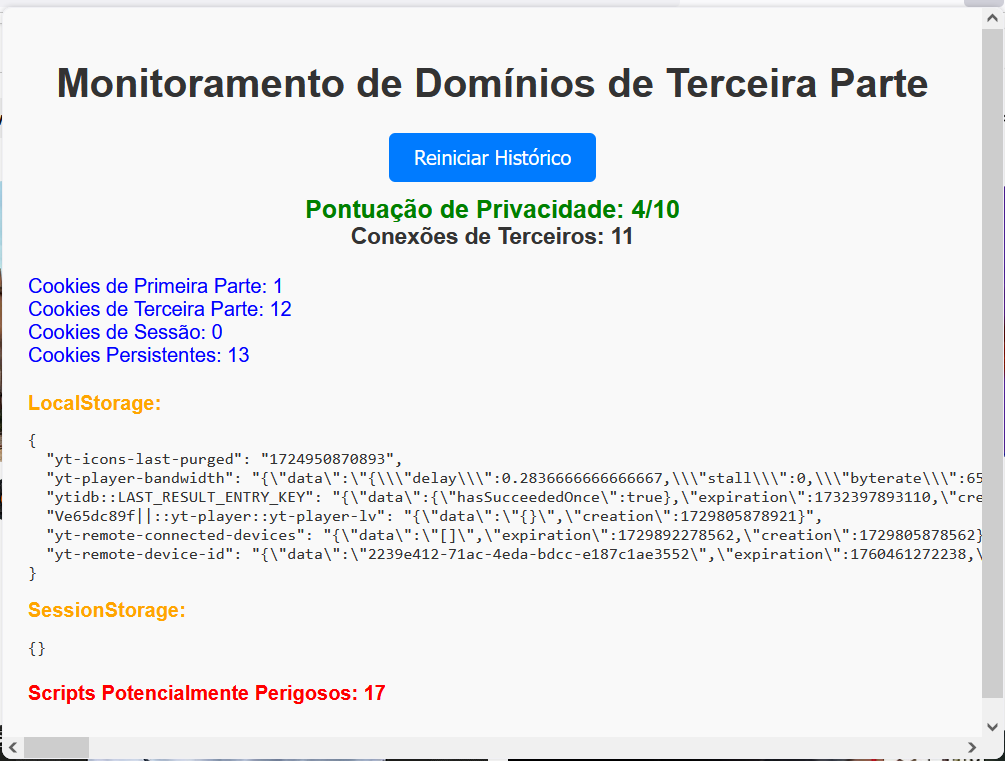 Monitoramento de Domínios de Terceira Parte
Reiniciar Histórico
Pontuação de Privacidade: 4/10
Conexões de Terceiros: 11
Cookies de Primeira Parte: 1
Cookies de Terceira Parte: 12
Cookies de Sessão: 0
Cookies Persistentes: 13
LocalStorage:
{
"yt-icons-last-purged": "1724950870893",
"yt-player-bandwidth": "{\"data\":\"{\\\"delay\\\":0.2836666666666667,\\\"stall\\\":0,\\\"byterate\\\":65
"ytidb::LAST_RESULT_ENTRY_KEY": "{\"data\":{\"hasSucceededOnce\":true},\"expiration\":1732397893110,\"cre
"Ve65dc89f||::yt-player::yt-player-lv": "{\"data\":\"{}\",\"creation\":1729805878921}",
"yt-remote-connected-devices": "{\"data\":\"[]\",\"expiration\":1729892278562,\"creation\":1729805878562}
"yt-remote-device-id": "{\"data\":\"2239e412-71ac-4eda-bdcc-e187c1ae3552\",\"expiration\":1760461272238,\
}
SessionStorage:
{}
Scripts Potencialmente Perigosos: 17